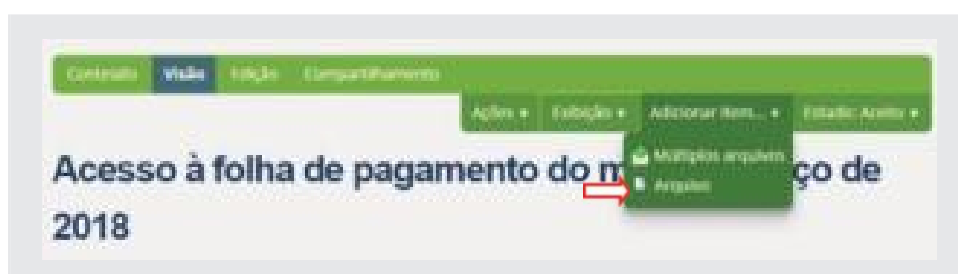 Conteúdo Visão Edição Compartilhamento
Ações Exibição Adicionar Item... Estado: Aceito
Múltiplos arquivos
Acesso à folha de pagamento do m ço de
Arquivo
2018